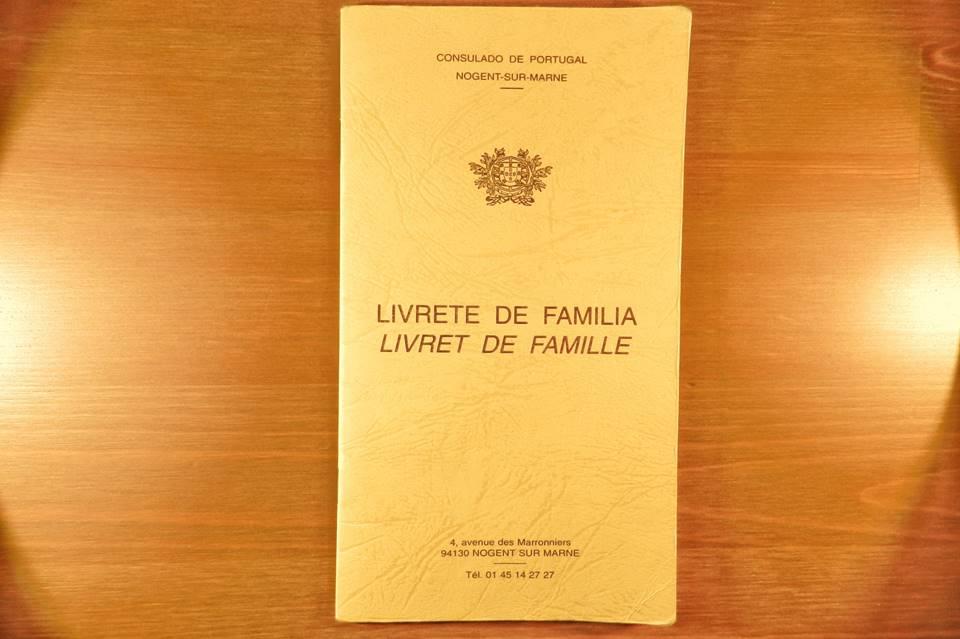 CONSULADO DE PORTUGAL
NOGENT-SUR-MARNE
LIVRETE DE FAMILIA
LIVRET DE FAMILLE
4, avenue des Marronniers
94130 NOGENT SUR MARNE
Tél. 01 45 14 27 27